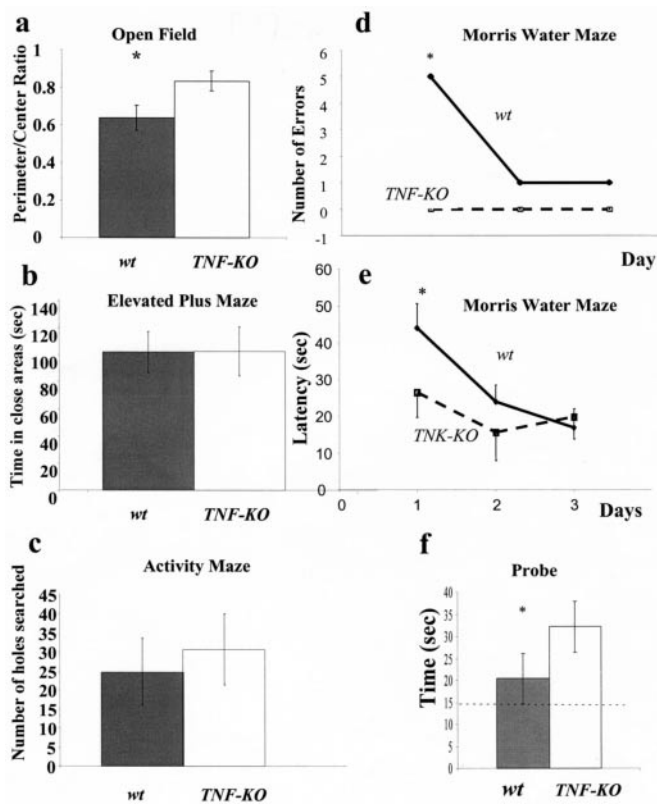 a
Open Field
*
Perimeter/Center Ratio
1
0.8
0.6
0.4
0.2
0
wt
TNF-KO
b
Elevated Plus Maze
Time in close areas (sec)
140
120
100
80
60
40
20
0
wt
TNF-KO
c
Activity Maze
Number of holes searched
45
40
35
30
25
20
15
10
5
0
wt
TNF-KO
d
Morris Water Maze
*
Number of Errors
6
5
4
3
2
1
0
-1
wt
TNF-KO
Day
e
Morris Water Maze
*
Latency (sec)
60
50
40
30
20
10
0
wt
TNK-KO
0 1 2 3
Days
f
Probe
*
Time (sec)
40
35
30
25
20
15
10
5
0
wt
TNF-KO